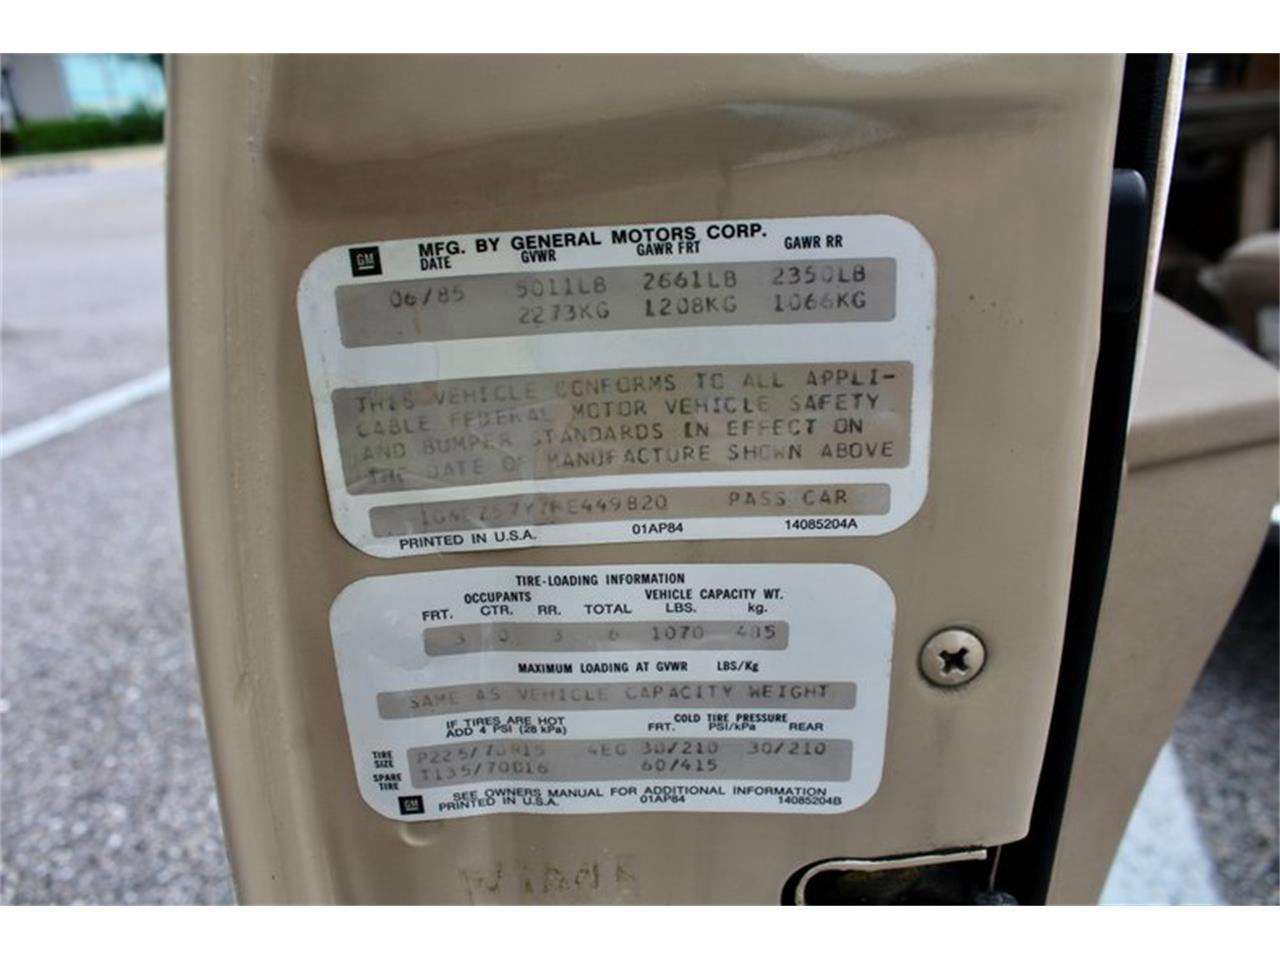 GM MFG. BY GENERAL MOTORS CORP.
DATE GVWR GAWR FRT GAWR RR
06/85 5011LB 2661LB 2350LB
2273KG 1208KG 1066KG
THIS VEHICLE CONFORMS TO ALL APPLI-
CABLE FEDERAL MOTOR VEHICLE SAFETY
AND BUMPER STANDARDS IN EFFECT ON
THE DATE OF MANUFACTURE SHOWN ABOVE
PASS CAR
PRINTED IN U.S.A. 01AP84 14085204A
TIRE-LOADING INFORMATION
OCCUPANTS VEHICLE CAPACITY WT.
FRT. CTR. RR. TOTAL LBS. kg.
3 0 3 6 1070 485
MAXIMUM LOADING AT GVWR LBS/Kg
SAME AS VEHICLE CAPACITY WEIGHT
IF TIRES ARE HOT COLD TIRE PRESSURE
ADD 4 PSI (28 kPa) FRT. PSI/kPa REAR
TIRE SIZE P225/70R15 4EG 30/210 30/210
SPARE TIRE T135/70D16 60/415
SEE OWNERS MANUAL FOR ADDITIONAL INFORMATION
GM PRINTED IN U.S.A. 01AP84 14085204B